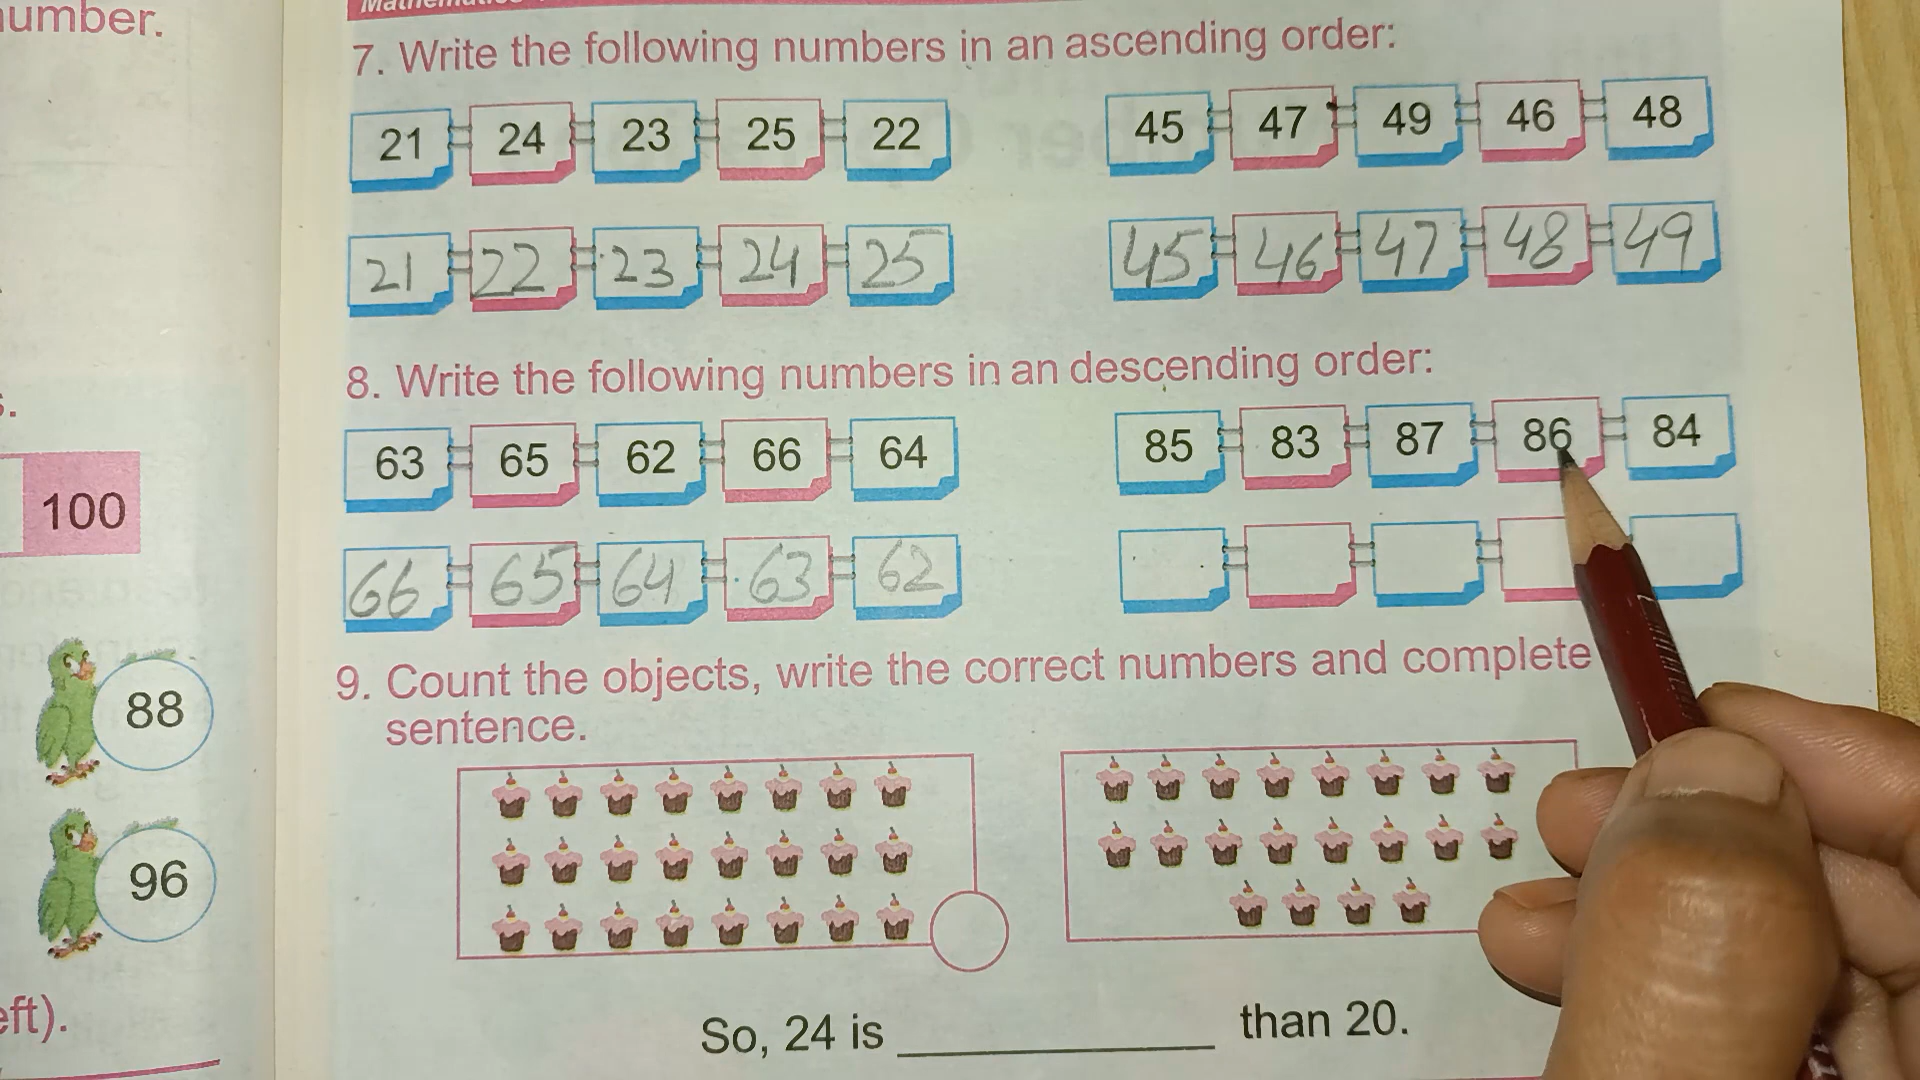 umber.
Mathematics
7. Write the following numbers in an ascending order:
21 24 23 25 22
45 47 49 46 48
21 22 23 24 25
45 46 47 48 49
8. Write the following numbers in an descending order:
63 65 62 66 64
85 83 87 86 84
66 65 64 63 62
100
9. Count the objects, write the correct numbers and complete
sentence.
88
96
eft).
So, 24 is ____________ than 20.